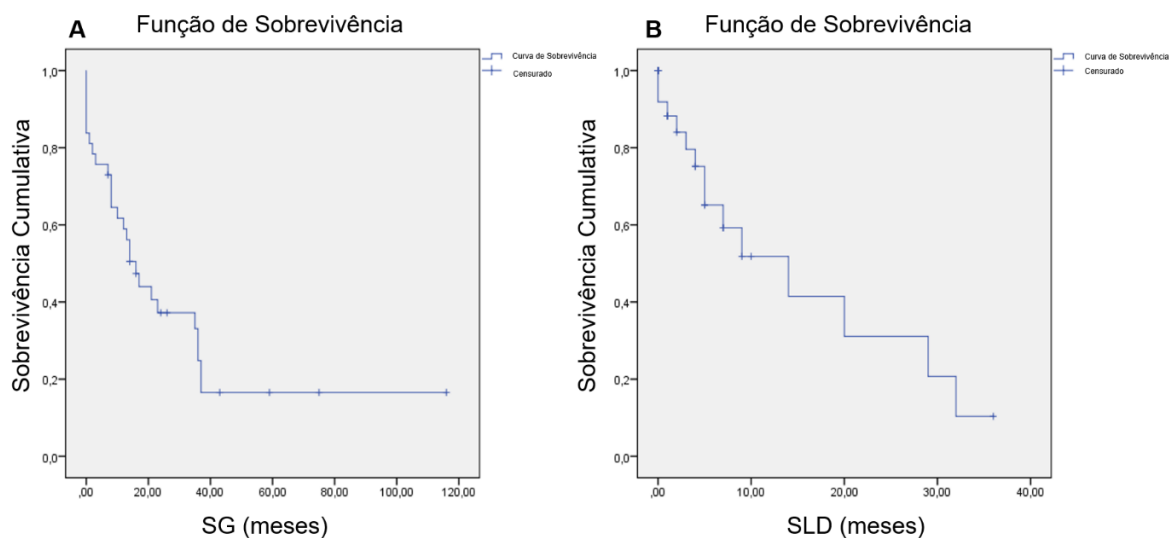 A Função de Sobrevivência
Curva de Sobrevivência
Censurado
Sobrevivência Cumulativa
1,0
0,8
0,6
0,4
0,2
0,0
,00 20,00 40,00 60,00 80,00 100,00 120,00
SG (meses)
B Função de Sobrevivência
Curva de Sobrevivência
Censurado
Sobrevivência Cumulativa
1,0
0,8
0,6
0,4
0,2
0,0
,00 10,00 20,00 30,00 40,00
SLD (meses)